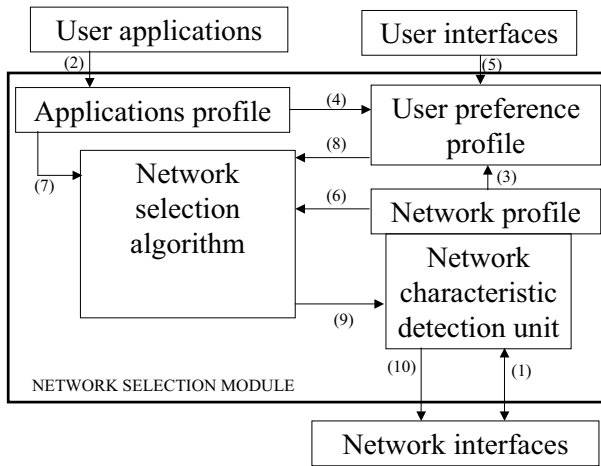 User applications
User interfaces
(2)
(5)
Applications profile
(4)
User preference
profile
(8)
(7)
Network
selection
algorithm
(3)
(6)
Network profile
Network
characteristic
detection unit
(9)
(10)
(1)
NETWORK SELECTION MODULE
Network interfaces